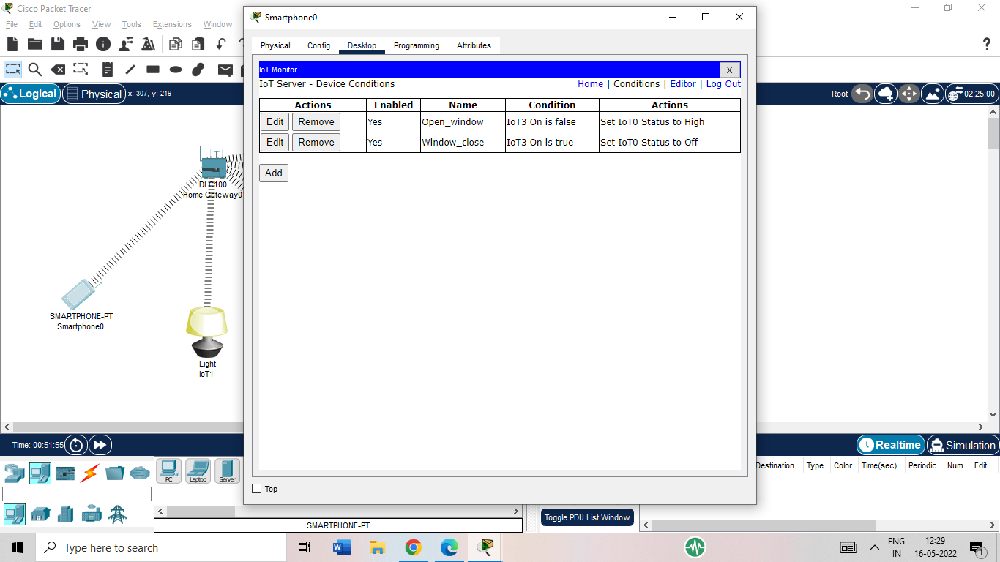 Cisco Packet Tracer
File Edit Options View Tools Extensions Window
Logical Physical x: 307, y: 219
Root 02:25:00
DLC100
Home Gateway0
SMARTPHONE-PT
Smartphone0
Light
IoT1
Smartphone0
Physical Config Desktop Programming Attributes
IoT Monitor X
IoT Server - Device Conditions Home | Conditions | Editor | Log Out
Actions Enabled Name Condition Actions
Edit Remove Yes Open_window IoT3 On is false Set IoT0 Status to High
Edit Remove Yes Window_close IoT3 On is true Set IoT0 Status to Off
Add
Top
Time: 00:51:55 Realtime Simulation
PC Laptop Server
SMARTPHONE-PT
Destination Type Color Time(sec) Periodic Num Edit
Toggle PDU List Window
Type here to search
ENG
IN
12:29
16-05-2022
1